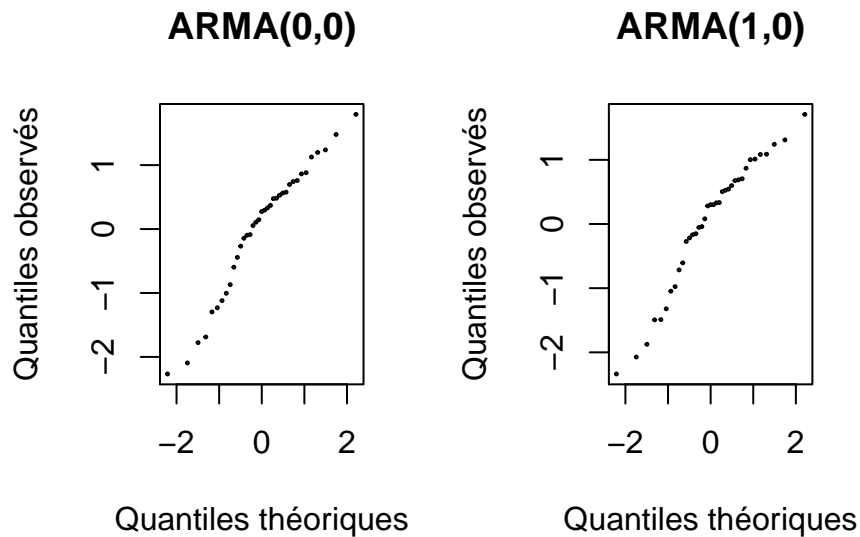 ARMA(0,0)
Quantiles observés
1
0
−1
−2
−2 0 2
Quantiles théoriques
ARMA(1,0)
Quantiles observés
1
0
−1
−2
−2 0 2
Quantiles théoriques